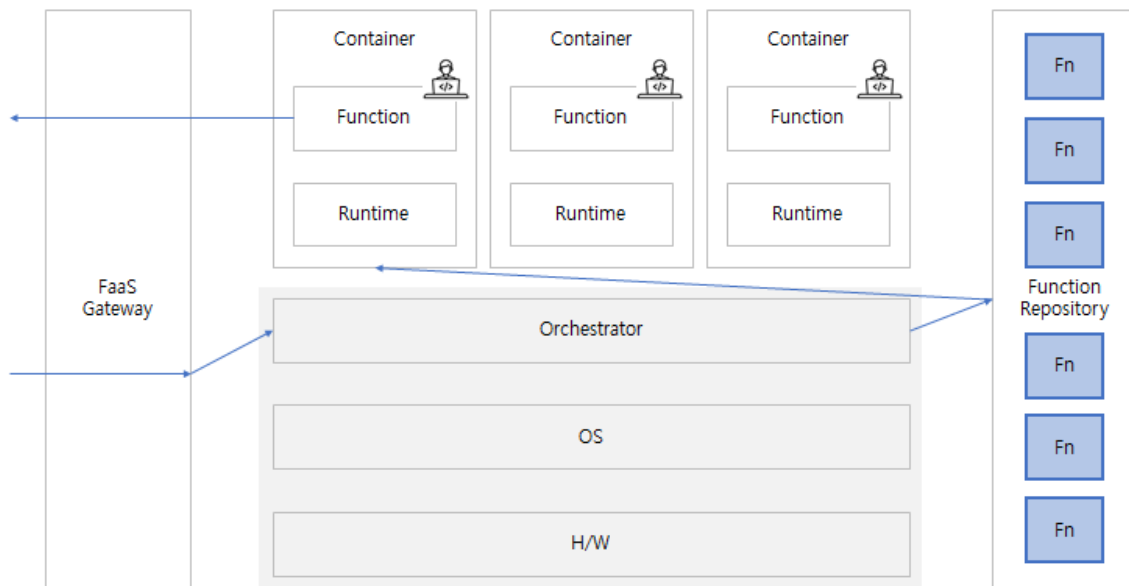 Container
Container
Container
Fn
Function
Function
Function
Fn
Runtime
Runtime
Runtime
Fn
FaaS
Gateway
Function
Repository
Orchestrator
Fn
OS
Fn
H/W
Fn